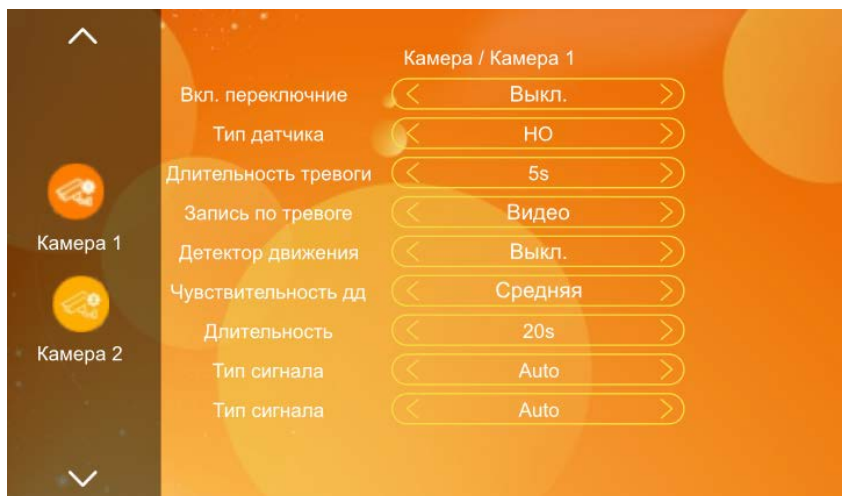 Камера / Камера 1
Вкл. переключние Выкл.
Тип датчика НО
Длительность тревоги 5s
Запись по тревоге Видео
Детектор движения Выкл.
Чувствительность дд Средняя
Длительность 20s
Тип сигнала Auto
Тип сигнала Auto
Камера 1
Камера 2